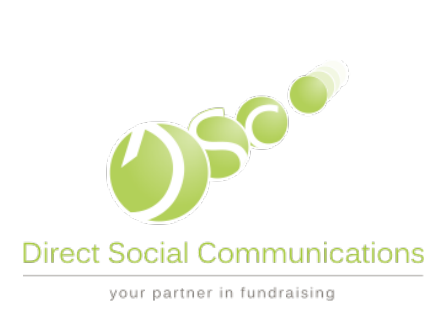 DSC
Direct Social Communications
your partner in fundraising